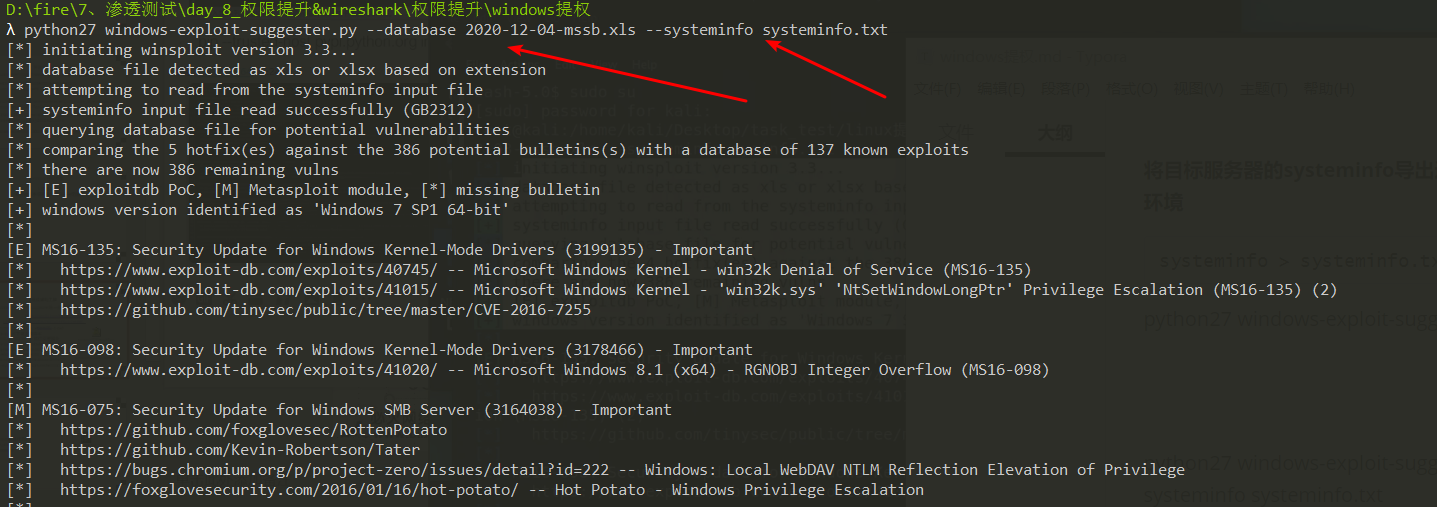 D:\fire\7、渗透测试\day_8_权限提升&wireshark\权限提升\windows提权
λ python27 windows-exploit-suggester.py --database 2020-12-04-mssb.xls --systeminfo systeminfo.txt
[*] initiating winsploit version 3.3...
[*] database file detected as xls or xlsx based on extension
[*] attempting to read from the systeminfo input file
[+] systeminfo input file read successfully (GB2312)
[*] querying database file for potential vulnerabilities
[*] comparing the 5 hotfix(es) against the 386 potential bulletins(s) with a database of 137 known exploits
[*] there are now 386 remaining vulns
[+] [E] exploitdb PoC, [M] Metasploit module, [*] missing bulletin
[+] windows version identified as 'Windows 7 SP1 64-bit'
[*]
[E] MS16-135: Security Update for Windows Kernel-Mode Drivers (3199135) - Important
[*]   https://www.exploit-db.com/exploits/40745/ -- Microsoft Windows Kernel - win32k Denial of Service (MS16-135)
[*]   https://www.exploit-db.com/exploits/41015/ -- Microsoft Windows Kernel - 'win32k.sys' 'NtSetWindowLongPtr' Privilege Escalation (MS16-135) (2)
[*]   https://github.com/tinysec/public/tree/master/CVE-2016-7255
[*]
[E] MS16-098: Security Update for Windows Kernel-Mode Drivers (3178466) - Important
[*]   https://www.exploit-db.com/exploits/41020/ -- Microsoft Windows 8.1 (x64) - RGNOBJ Integer Overflow (MS16-098)
[*]
[M] MS16-075: Security Update for Windows SMB Server (3164038) - Important
[*]   https://github.com/foxglovesec/RottenPotato
[*]   https://github.com/Kevin-Robertson/Tater
[*]   https://bugs.chromium.org/p/project-zero/issues/detail?id=222 -- Windows: Local WebDAV NTLM Reflection Elevation of Privilege
[*]   https://foxglovesecurity.com/2016/01/16/hot-potato/ -- Hot Potato - Windows Privilege Escalation
大纲
将目标服务器的systeminfo导出
环境
systeminfo > systeminfo.t
python27 windows-exploit-sugg
python27 windows-exploit-sugg
systeminfo systeminfo.txt